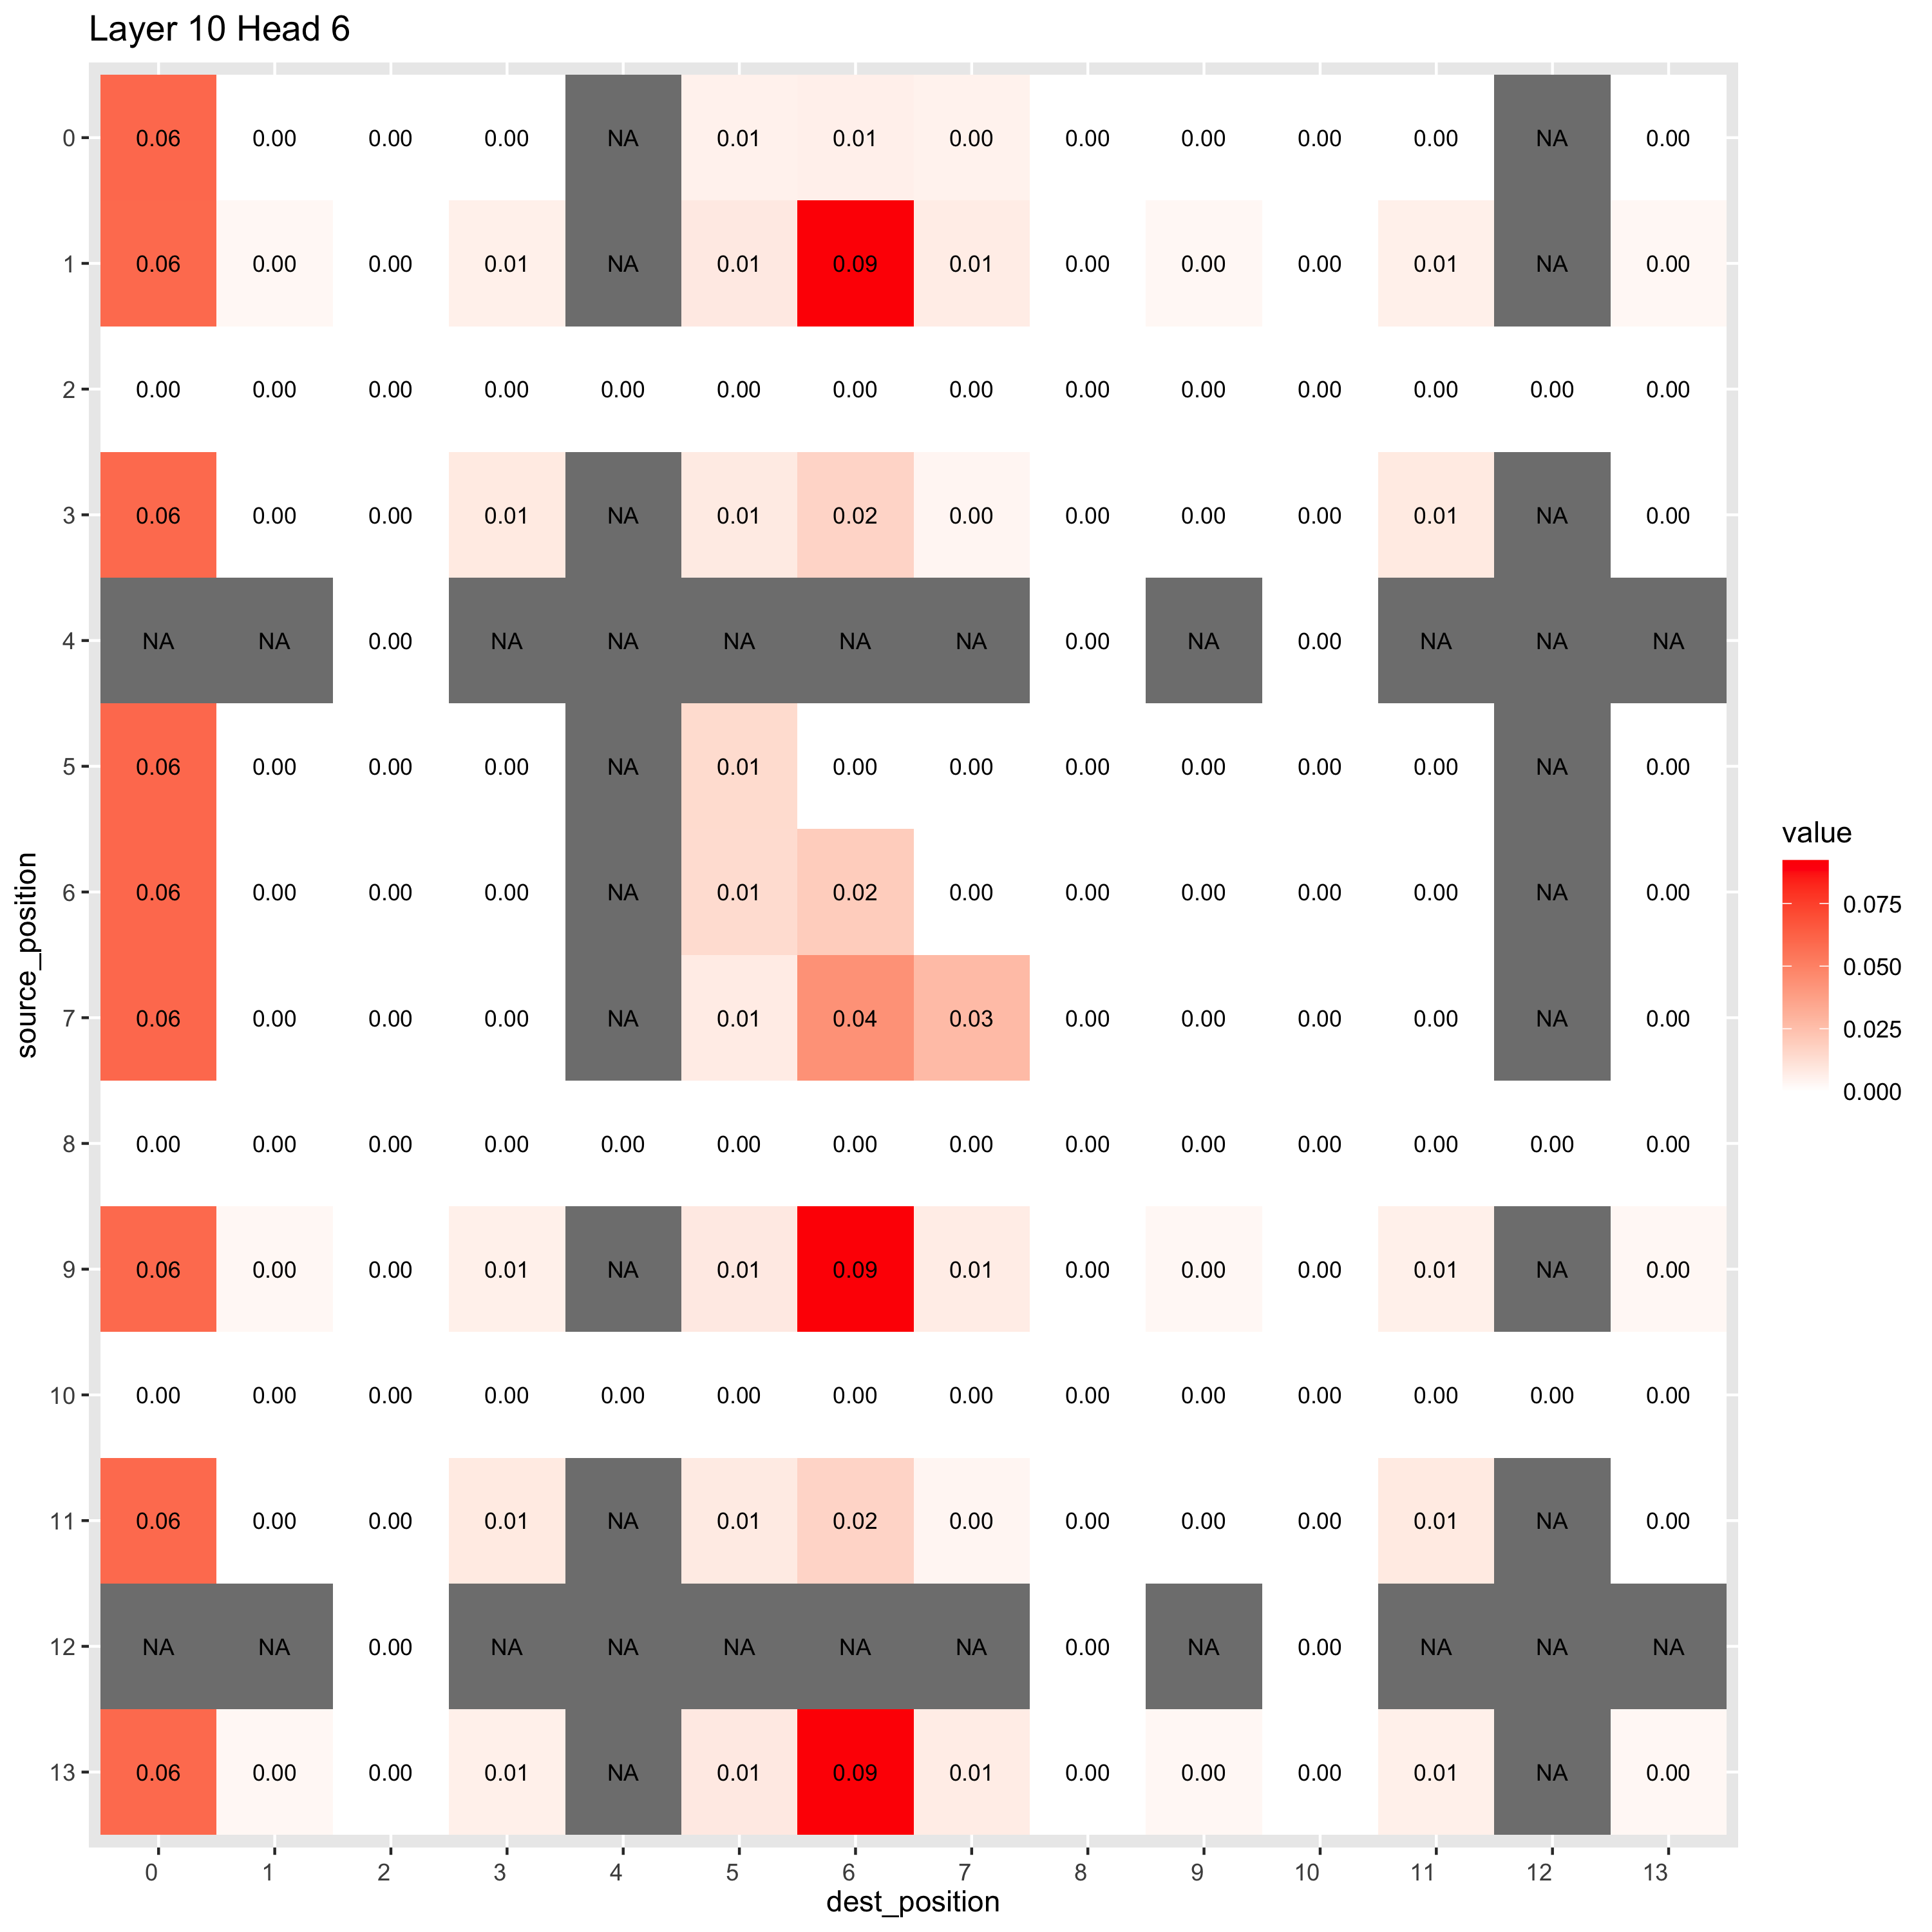 Layer 10 Head 6
0 0.06 0.00 0.00 0.00 NA 0.01 0.01 0.00 0.00 0.00 0.00 0.00 NA 0.00
1 0.06 0.00 0.00 0.01 NA 0.01 0.09 0.01 0.00 0.00 0.00 0.01 NA 0.00
2 0.00 0.00 0.00 0.00 0.00 0.00 0.00 0.00 0.00 0.00 0.00 0.00 0.00 0.00
3 0.06 0.00 0.00 0.01 NA 0.01 0.02 0.00 0.00 0.00 0.00 0.01 NA 0.00
4 NA NA 0.00 NA NA NA NA NA 0.00 NA 0.00 NA NA NA
5 0.06 0.00 0.00 0.00 NA 0.01 0.00 0.00 0.00 0.00 0.00 0.00 NA 0.00
6 0.06 0.00 0.00 0.00 NA 0.01 0.02 0.00 0.00 0.00 0.00 0.00 NA 0.00
7 0.06 0.00 0.00 0.00 NA 0.01 0.04 0.03 0.00 0.00 0.00 0.00 NA 0.00
8 0.00 0.00 0.00 0.00 0.00 0.00 0.00 0.00 0.00 0.00 0.00 0.00 0.00 0.00
9 0.06 0.00 0.00 0.01 NA 0.01 0.09 0.01 0.00 0.00 0.00 0.01 NA 0.00
10 0.00 0.00 0.00 0.00 0.00 0.00 0.00 0.00 0.00 0.00 0.00 0.00 0.00 0.00
11 0.06 0.00 0.00 0.01 NA 0.01 0.02 0.00 0.00 0.00 0.00 0.01 NA 0.00
12 NA NA 0.00 NA NA NA NA NA 0.00 NA 0.00 NA NA NA
13 0.06 0.00 0.00 0.01 NA 0.01 0.09 0.01 0.00 0.00 0.00 0.01 NA 0.00
0 1 2 3 4 5 6 7 8 9 10 11 12 13
dest_position
source_position
value
0.075
0.050
0.025
0.000